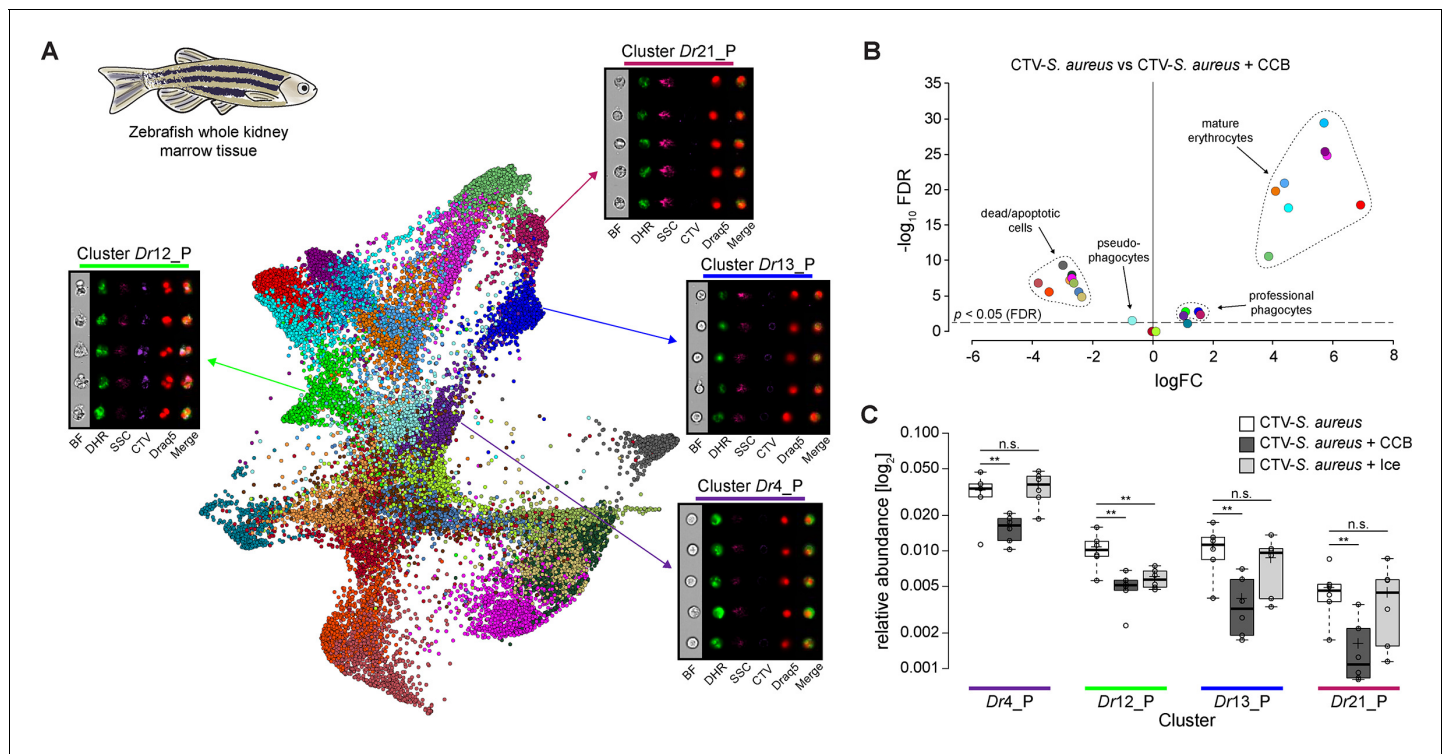 A
Zebrafish whole kidney
marrow tissue
Cluster Dr21_P
BF DHR SSC CTV Draq5 Merge
Cluster Dr12_P
BF DHR SSC CTV Draq5 Merge
Cluster Dr13_P
BF DHR SSC CTV Draq5 Merge
Cluster Dr4_P
BF DHR SSC CTV Draq5 Merge
B
CTV-S. aureus vs CTV-S. aureus + CCB
35
30
25
20
15
10
5
0
-log10 FDR
mature
erythrocytes
dead/apoptotic
cells
pseudo-
phagocytes
professional
phagocytes
p < 0.05 (FDR)
-6 -4 -2 0 2 4 6 8
logFC
C
CTV-S. aureus
CTV-S. aureus + CCB
CTV-S. aureus + Ice
relative abundance [log2]
0.100
0.050
0.020
0.010
0.005
0.002
0.001
n.s.
**
**
**
n.s.
**
n.s.
**
Dr4_P Dr12_P Dr13_P Dr21_P
Cluster